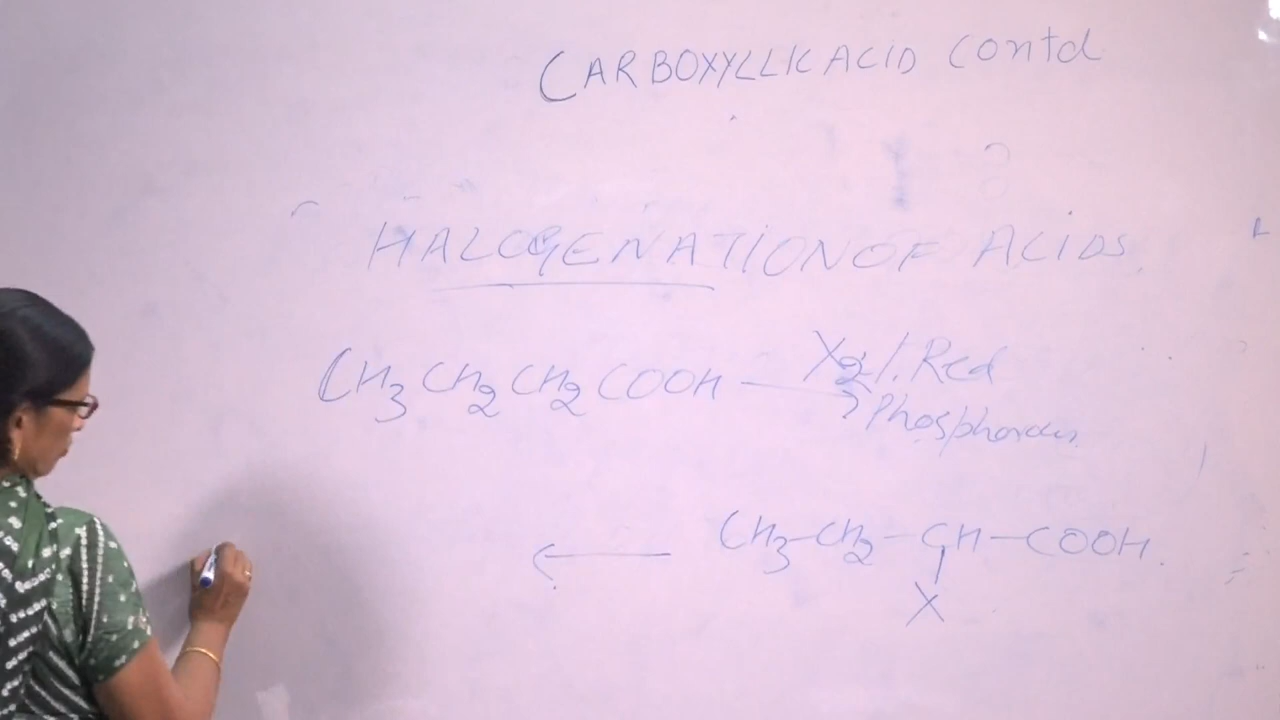 CARBOXYLLIC ACID Contd
HALOGENATION OF ACIDS
CH3 CH2 CH2 COOH → X2 /. Red
Phosphorus
← CH3-CH2-CH-COOH.
X